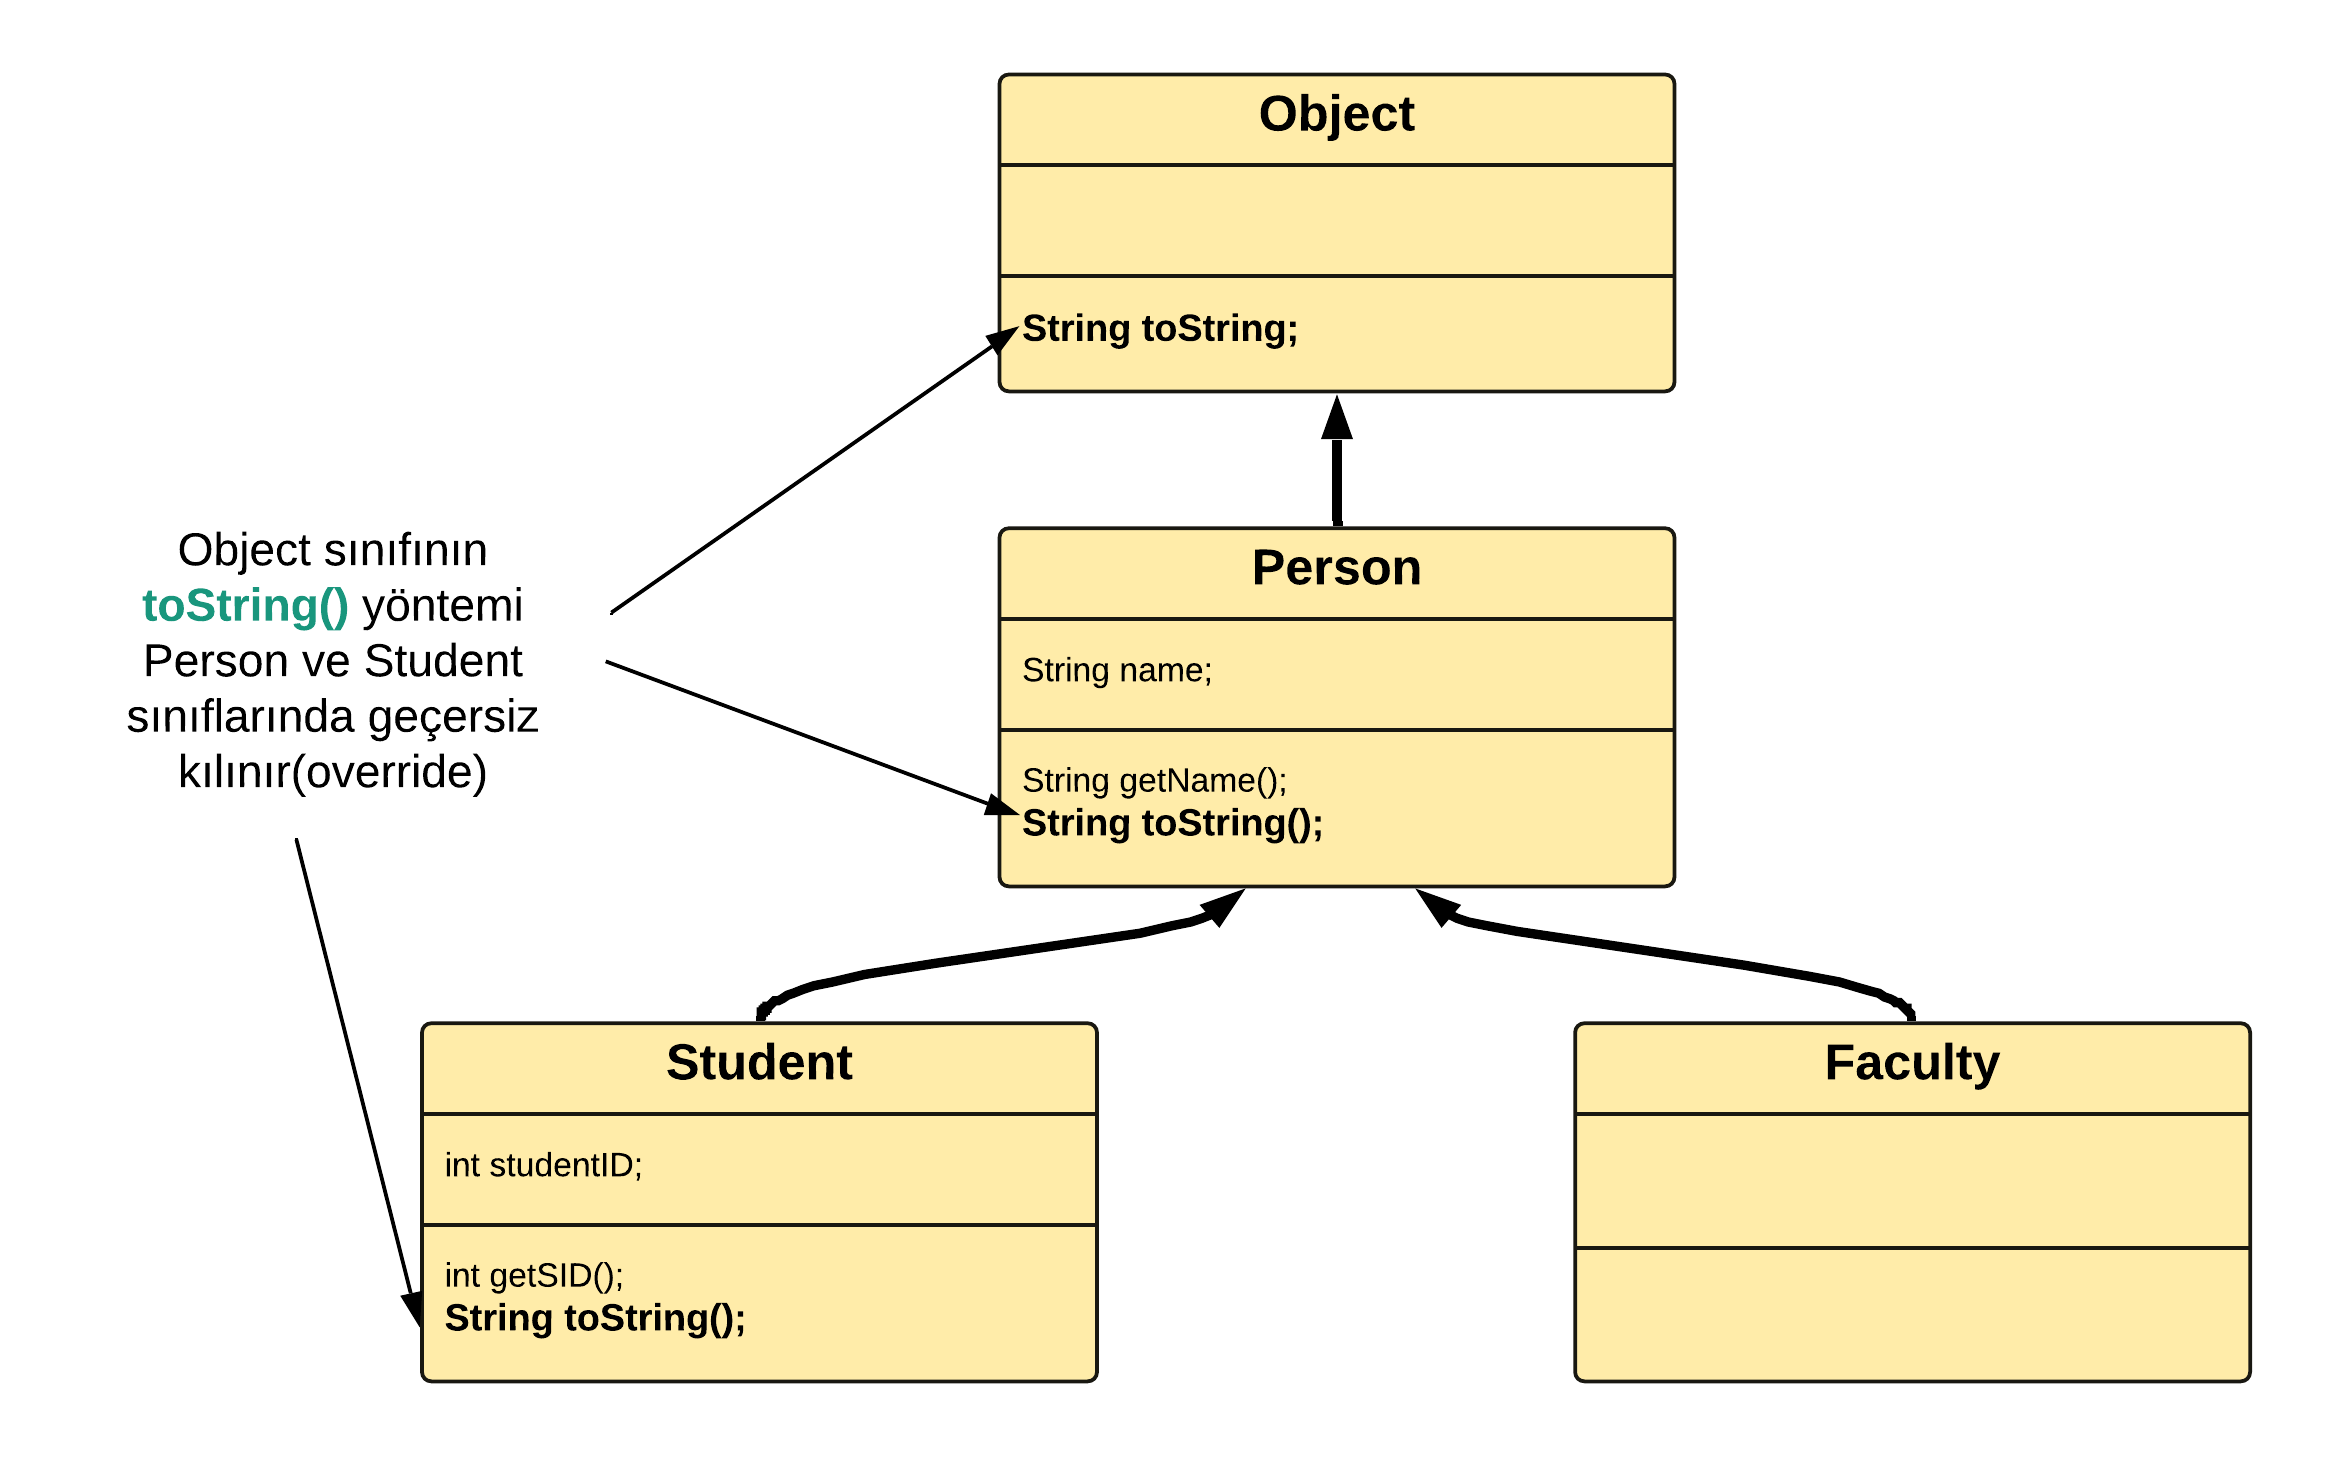 Object
String toString;
Object sınıfının
toString() yöntemi
Person ve Student
sınıflarında geçersiz
kılınır(override)
Person
String name;
String getName();
String toString();
Student
int studentID;
int getSID();
String toString();
Faculty